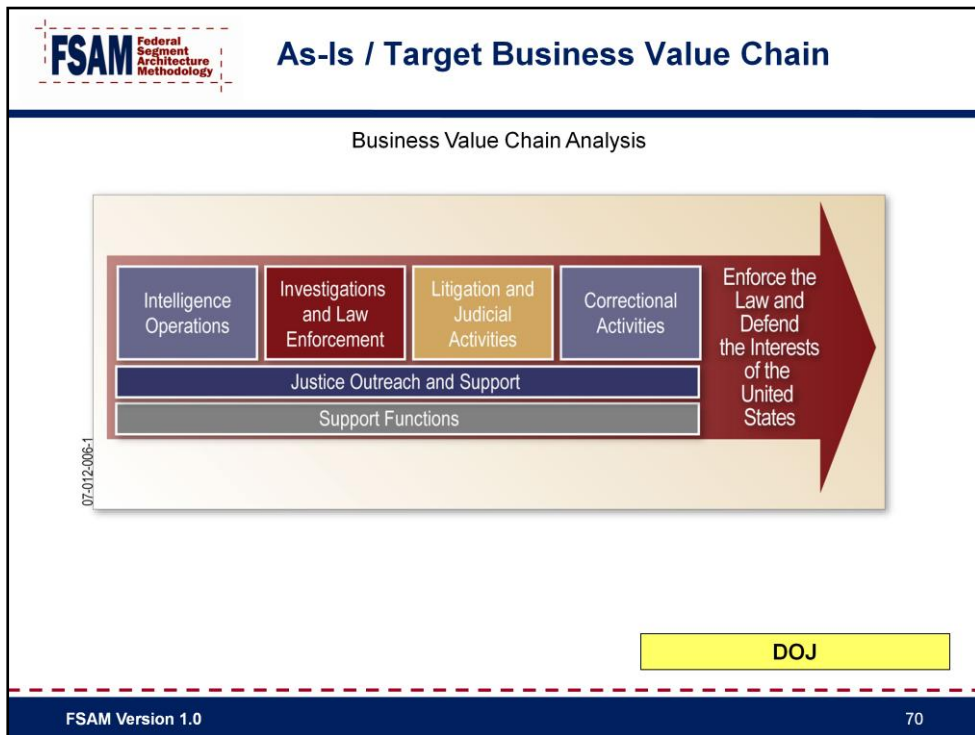 FSAM Federal
Segment
Architecture
Methodology
As-Is / Target Business Value Chain
Business Value Chain Analysis
Intelligence
Operations
Investigations
and Law
Enforcement
Litigation and
Judicial
Activities
Correctional
Activities
Enforce the
Law and
Defend
the Interests
of the
United
States
Justice Outreach and Support
Support Functions
07-012-006-1
DOJ
FSAM Version 1.0
70